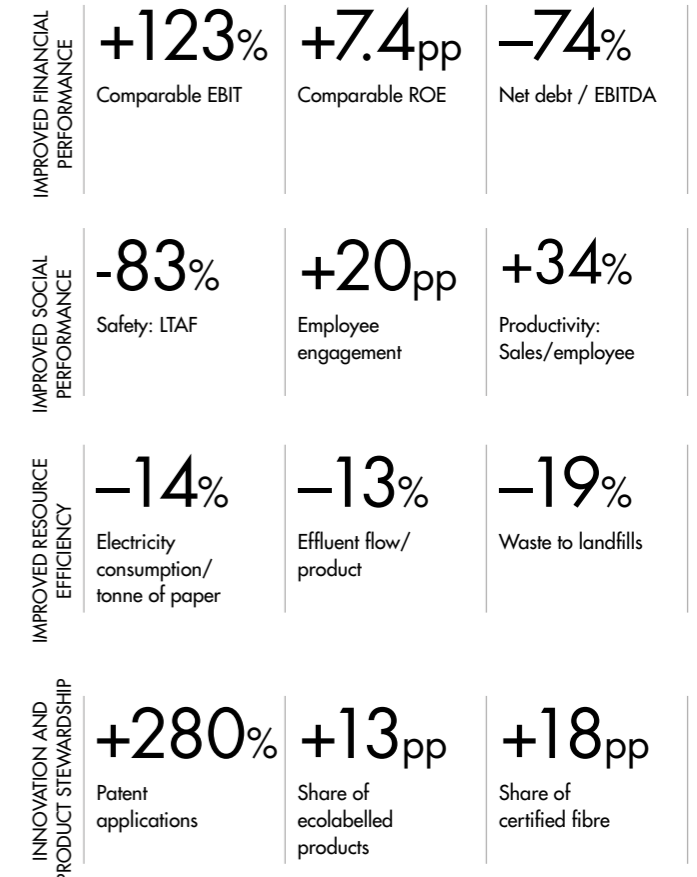 IMPROVED FINANCIAL
PERFORMANCE
+123%
Comparable EBIT
+7.4pp
Comparable ROE
–74%
Net debt / EBITDA
IMPROVED SOCIAL
PERFORMANCE
-83%
Safety: LTAF
+20pp
Employee
engagement
+34%
Productivity:
Sales/employee
IMPROVED RESOURCE
EFFICIENCY
–14%
Electricity
consumption/
tonne of paper
–13%
Effluent flow/
product
–19%
Waste to landfills
INNOVATION AND
PRODUCT STEWARDSHIP
+280%
Patent
applications
+13pp
Share of
ecolabelled
products
+18pp
Share of
certified fibre